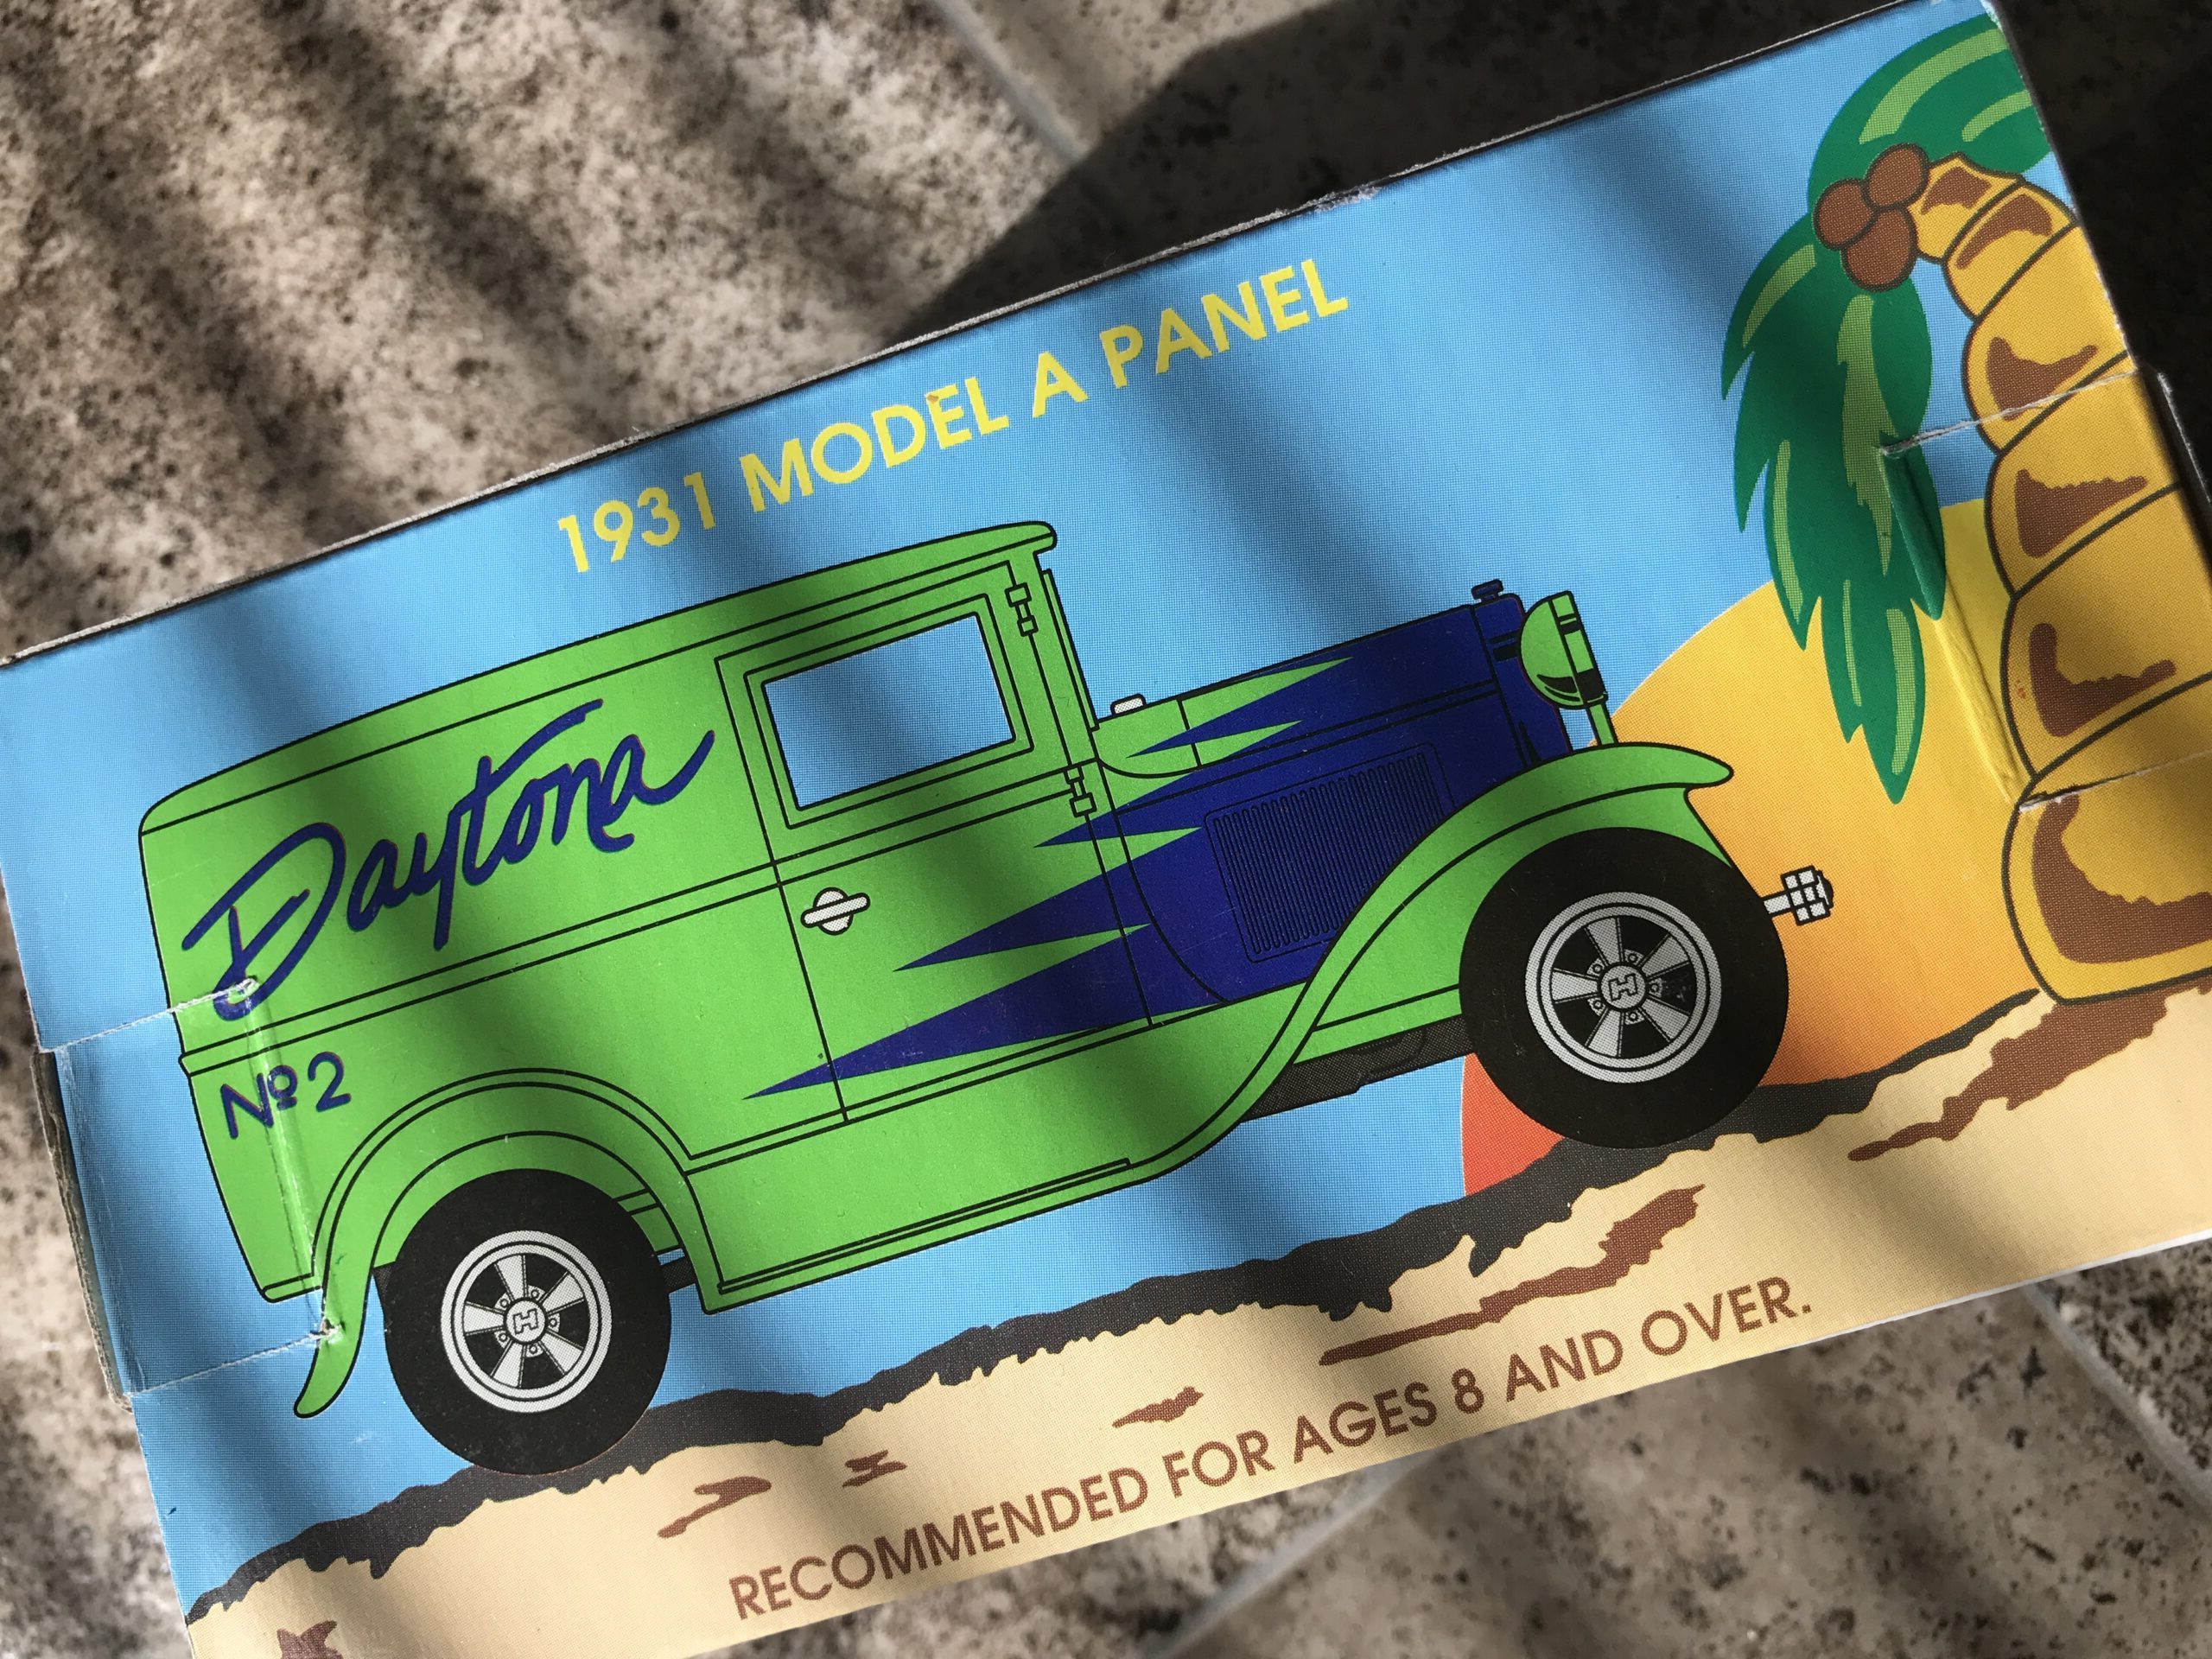 1931 MODEL A PANEL
Daytona
Nº2
H
H
RECOMMENDED FOR AGES 8 AND OVER.